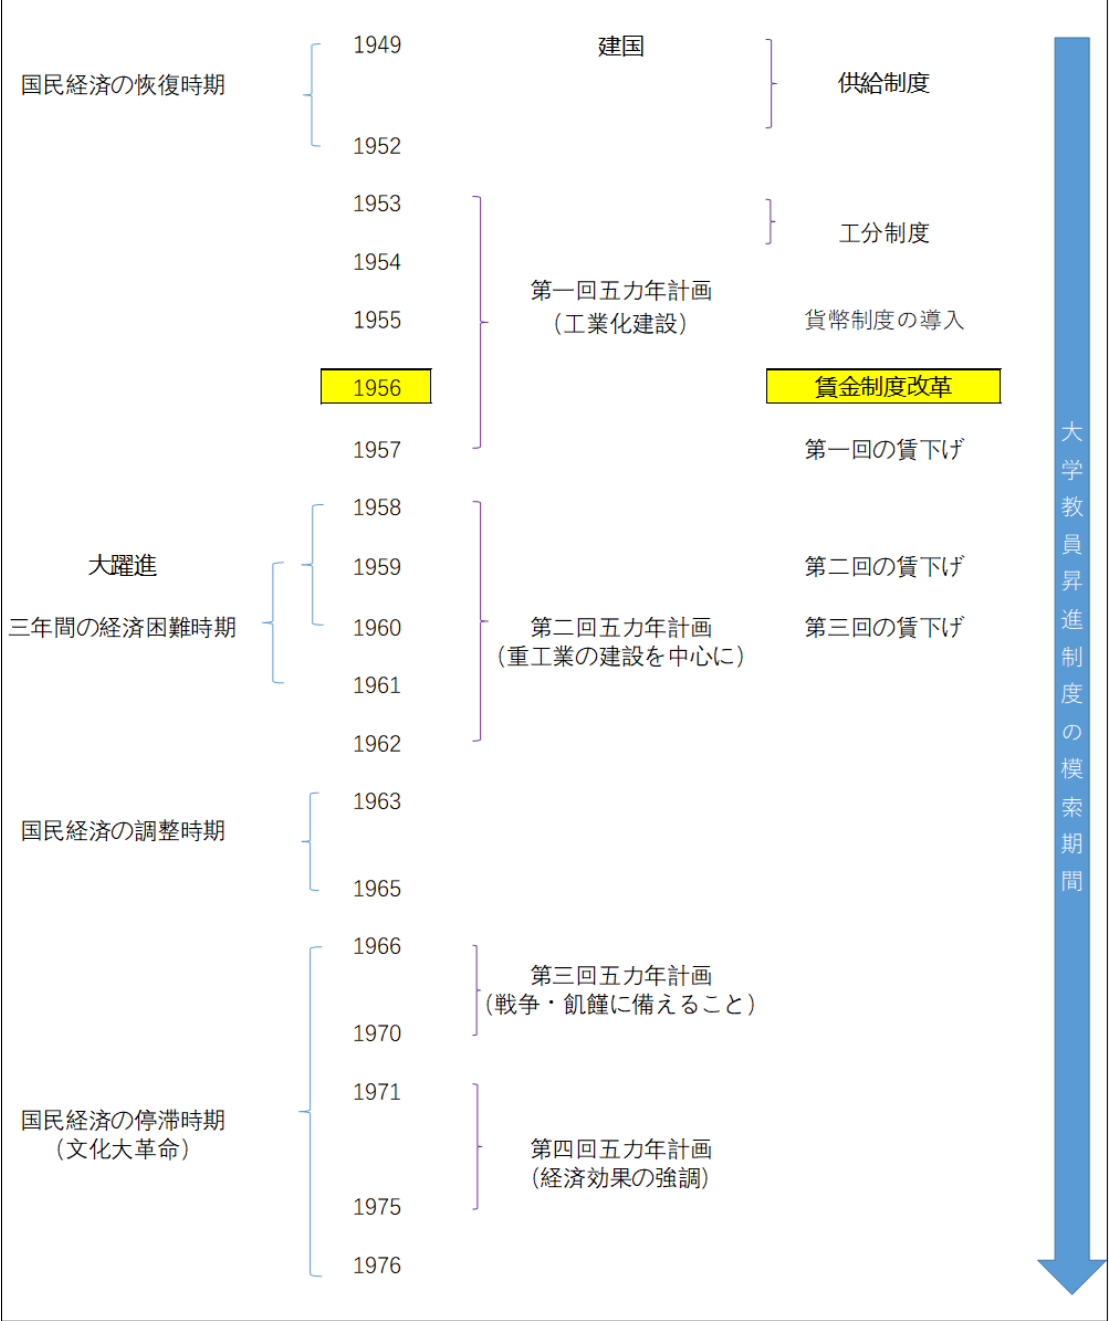 1949
建国
国民経済の恢復時期
供給制度
1952
1953
工分制度
1954
第一回五力年計画
(工業化建設)
1955
貨幣制度の導入
1956
賃金制度改革
1957
第一回の賃下げ
1958
大躍進
1959
第二回の賃下げ
三年間の経済困難時期
1960
第二回五力年計画
(重工業の建設を中心に)
第三回の賃下げ
1961
1962
1963
国民経済の調整時期
1965
1966
第三回五力年計画
(戦争・飢饉に備えること)
1970
1971
国民経済の停滞時期
(文化大革命)
第四回五力年計画
(経済効果の強調)
1975
1976
大学教員昇進制度の模索期間